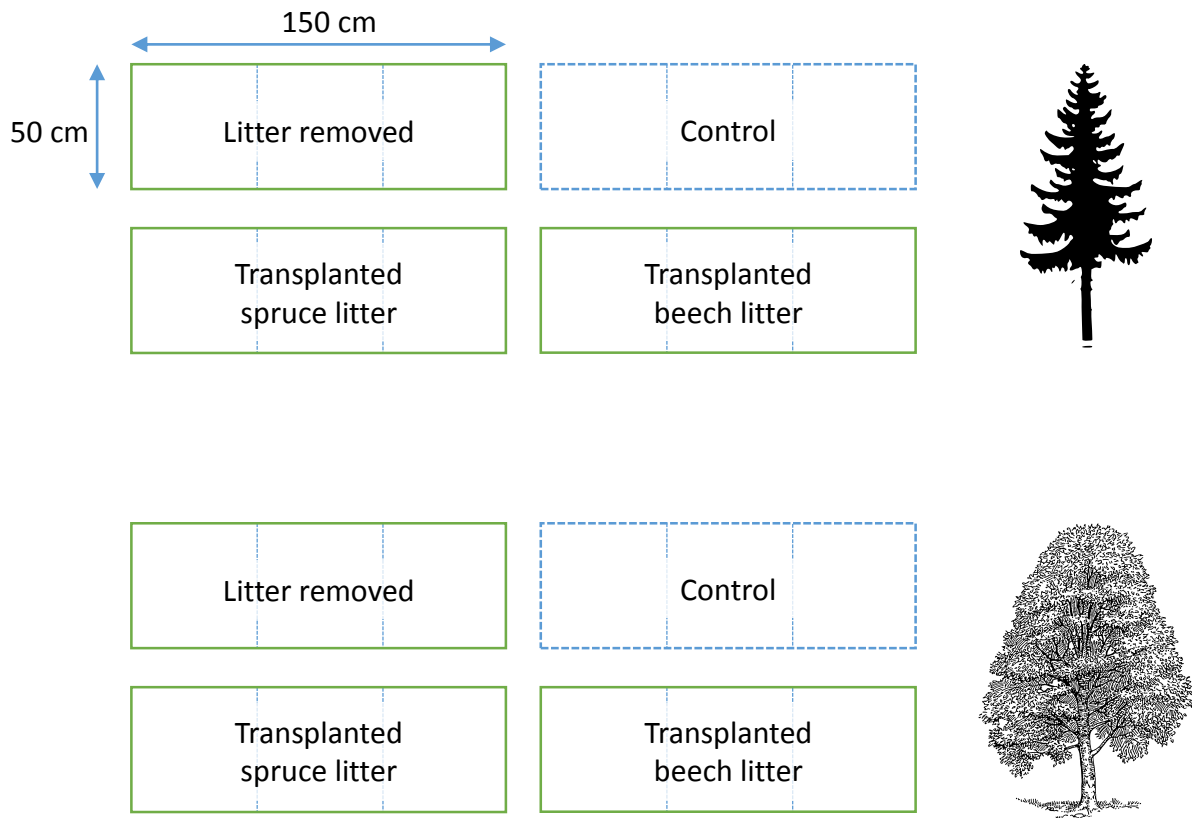 150 cm
50 cm
Litter removed
Control
Transplanted
spruce litter
Transplanted
beech litter
Litter removed
Control
Transplanted
spruce litter
Transplanted
beech litter